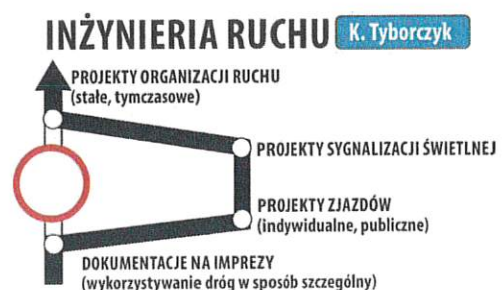 INŻYNIERIA RUCHU K. Tyborczyk
PROJEKTY ORGANIZACJI RUCHU
(stałe, tymczasowe)
PROJEKTY SYGNALIZACJI ŚWIETLNEJ
PROJEKTY ZJAZDÓW
(indywidualne, publiczne)
DOKUMENTACJE NA IMPREZY
(wykorzystywanie dróg w sposób szczególny)